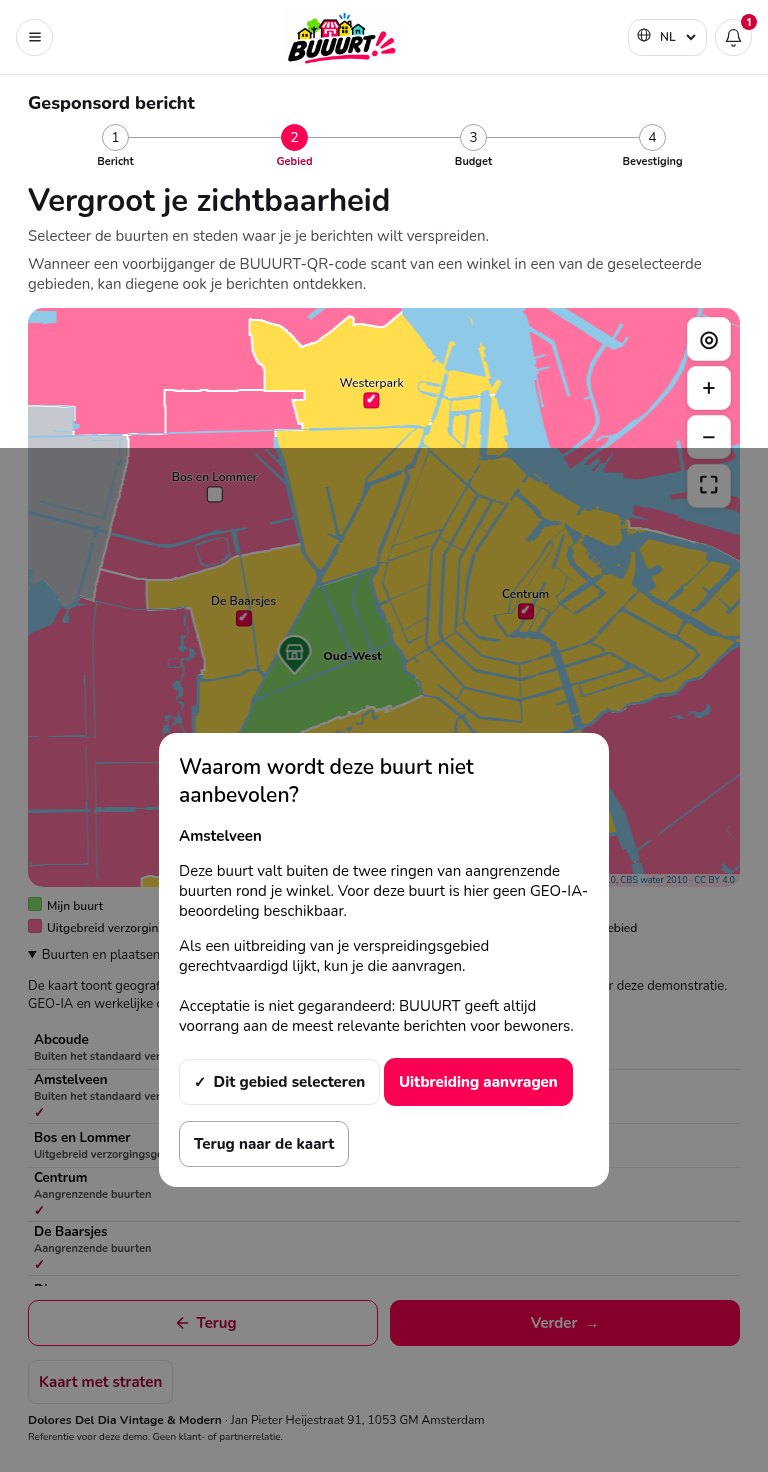 BUUURT!
NL
1
Gesponsord bericht
1
2
3
4
Bericht
Gebied
Budget
Bevestiging
Vergroot je zichtbaarheid
Selecteer de buurten en steden waar je je berichten wilt verspreiden.
Wanneer een voorbijganger de BUUURT-QR-code scant van een winkel in een van de geselecteerde
gebieden, kan diegene ook je berichten ontdekken.
Westerpark
Bos en Lommer
De Baarsjes
Centrum
Oud-West
Waarom wordt deze buurt niet
aanbevolen?
Amstelveen
Deze buurt valt buiten de twee ringen van aangrenzende
buurten rond je winkel. Voor deze buurt is hier geen GEO-IA-
beoordeling beschikbaar.
Als een uitbreiding van je verspreidingsgebied
gerechtvaardigd lijkt, kun je die aanvragen.
Acceptatie is niet gegarandeerd: BUUURT geeft altijd
voorrang aan de meest relevante berichten voor bewoners.
✓ Dit gebied selecteren
Uitbreiding aanvragen
Terug naar de kaart
.0, CBS water 2010 · CC BY 4.0
Mijn buurt
Uitgebreid verzorgin
ebied
▼ Buurten en plaatsen
De kaart toont geograf
r deze demonstratie.
GEO-IA en werkelijke
Abcoude
Buiten het standaard ver
Amstelveen
Buiten het standaard ver
✓
Bos en Lommer
Uitgebreid verzorgingsge
Centrum
Aangrenzende buurten
✓
De Baarsjes
Aangrenzende buurten
✓
← Terug
Verder →
Kaart met straten
Dolores Del Dia Vintage & Modern · Jan Pieter Heijestraat 91, 1053 GM Amsterdam
Referentie voor deze demo. Geen klant- of partnerrelatie.